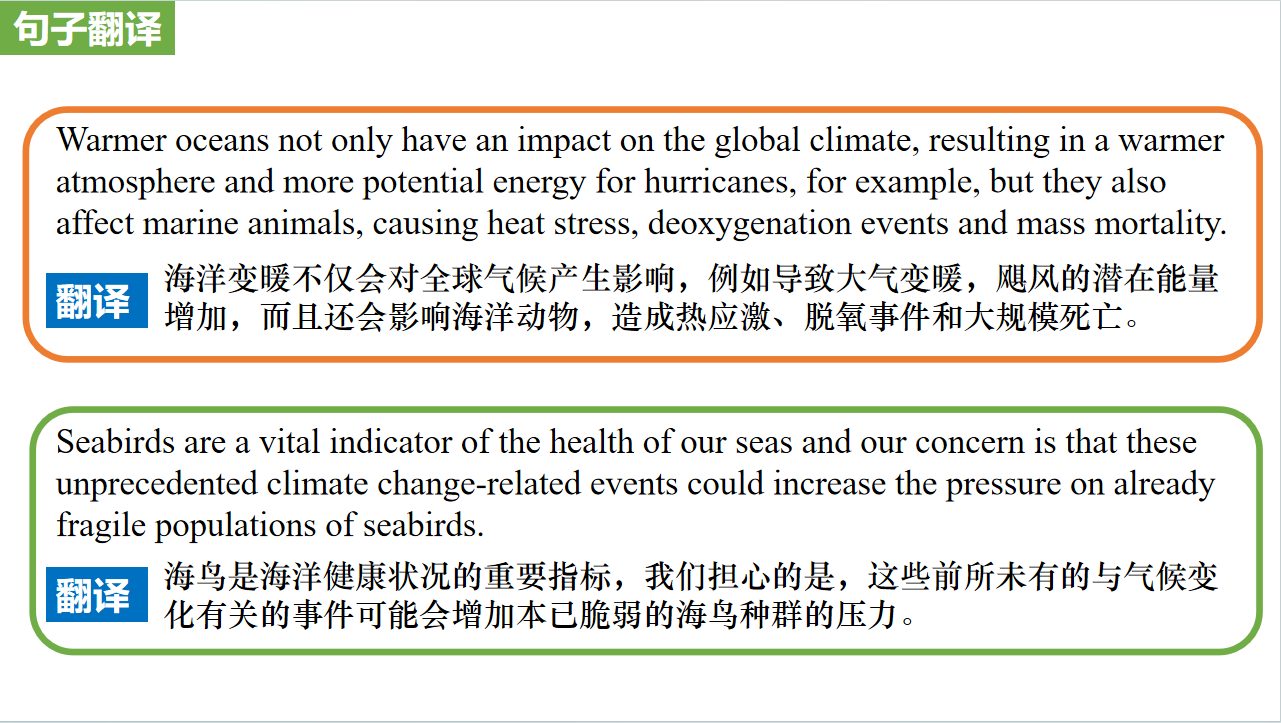 句子翻译
Warmer oceans not only have an impact on the global climate, resulting in a warmer
atmosphere and more potential energy for hurricanes, for example, but they also
affect marine animals, causing heat stress, deoxygenation events and mass mortality.
翻译
海洋变暖不仅会对全球气候产生影响，例如导致大气变暖，飓风的潜在能量
增加，而且还会影响海洋动物，造成热应激、脱氧事件和大规模死亡。
Seabirds are a vital indicator of the health of our seas and our concern is that these
unprecedented climate change-related events could increase the pressure on already
fragile populations of seabirds.
翻译
海鸟是海洋健康状况的重要指标，我们担心的是，这些前所未有的与气候变
化有关的事件可能会增加本已脆弱的海鸟种群的压力。